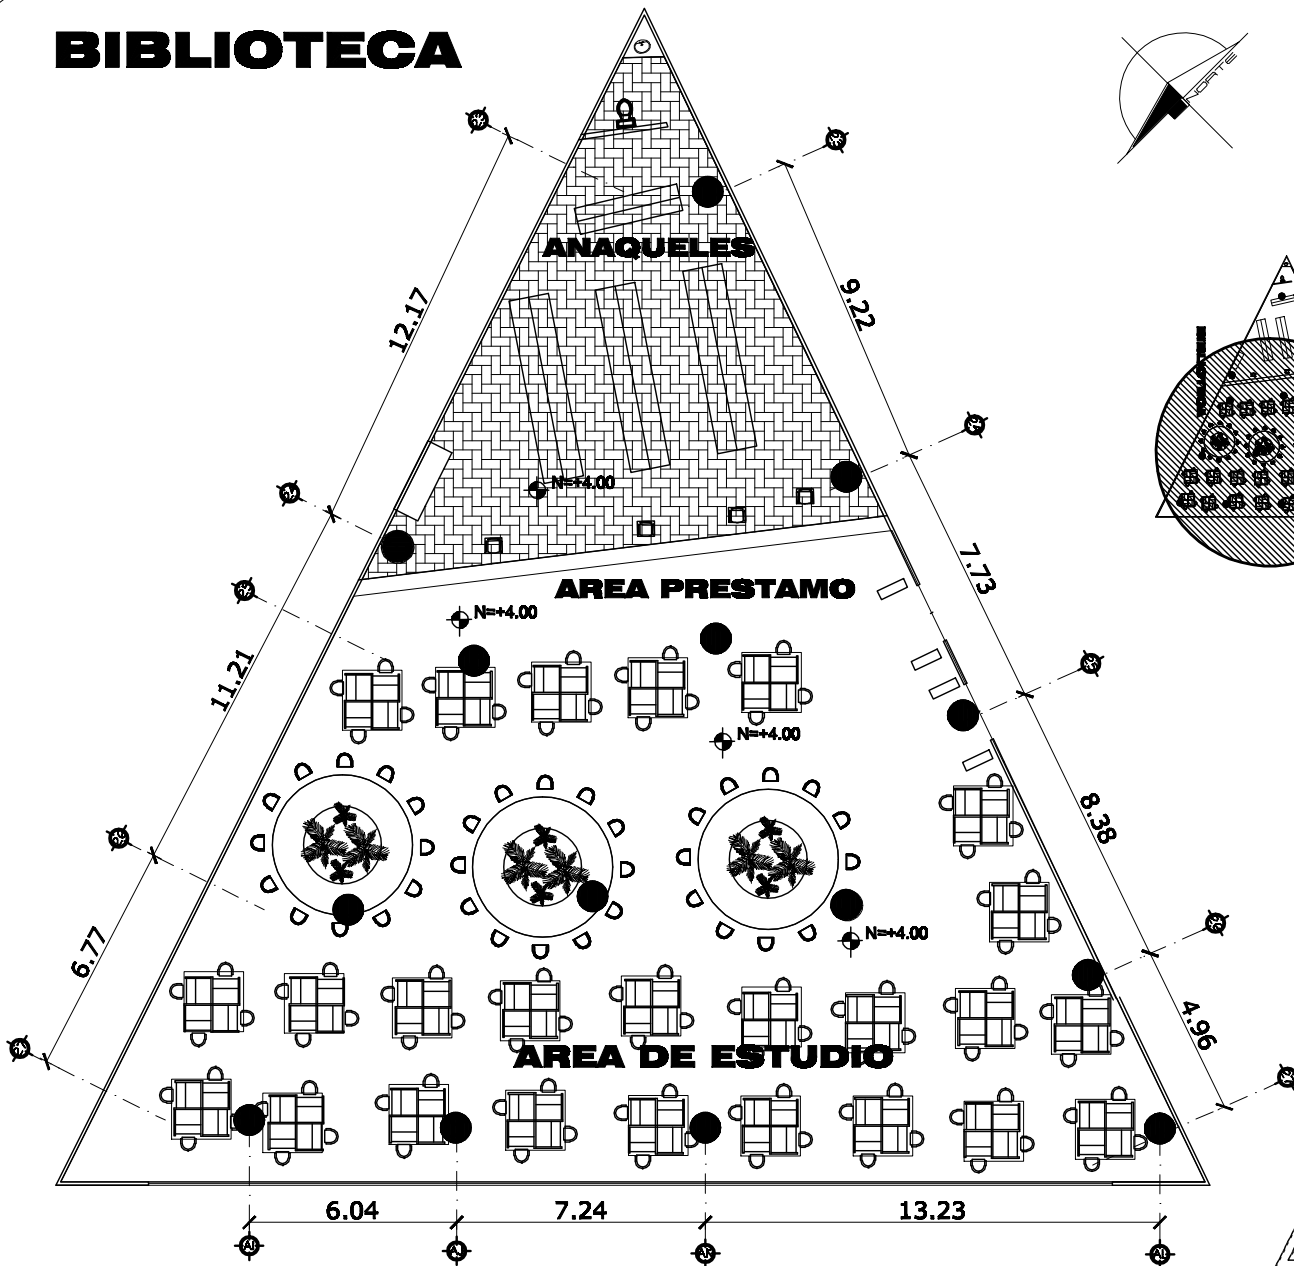 BIBLIOTECA
NORTE
ANAQUELES
12.17
9.22
N=+4.00
7.73
AREA PRESTAMO
N=+4.00
11.21
N=+4.00
8.38
N=+4.00
6.77
4.96
AREA DE ESTUDIO
6.04
7.24
13.23